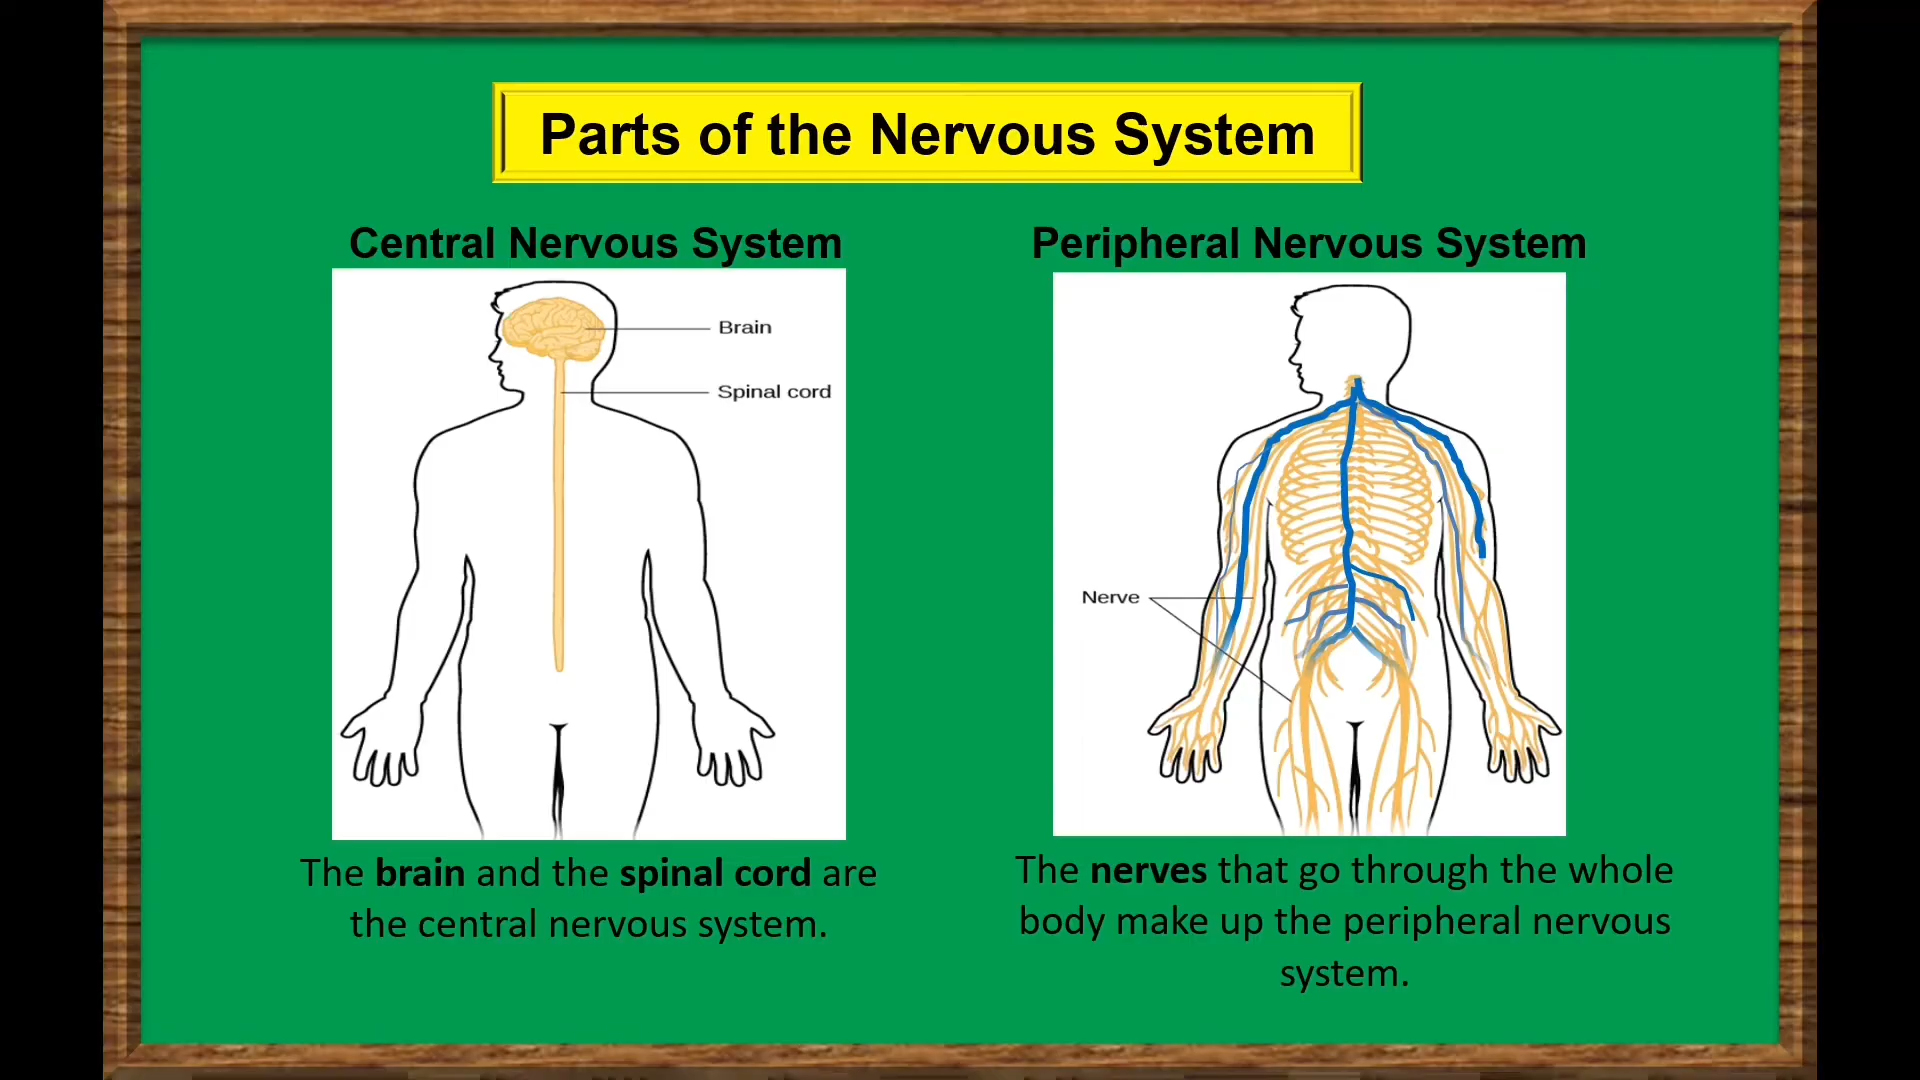 Parts of the Nervous System
Central Nervous System
Brain
Spinal cord
The brain and the spinal cord are
the central nervous system.
Peripheral Nervous System
Nerve
The nerves that go through the whole
body make up the peripheral nervous
system.